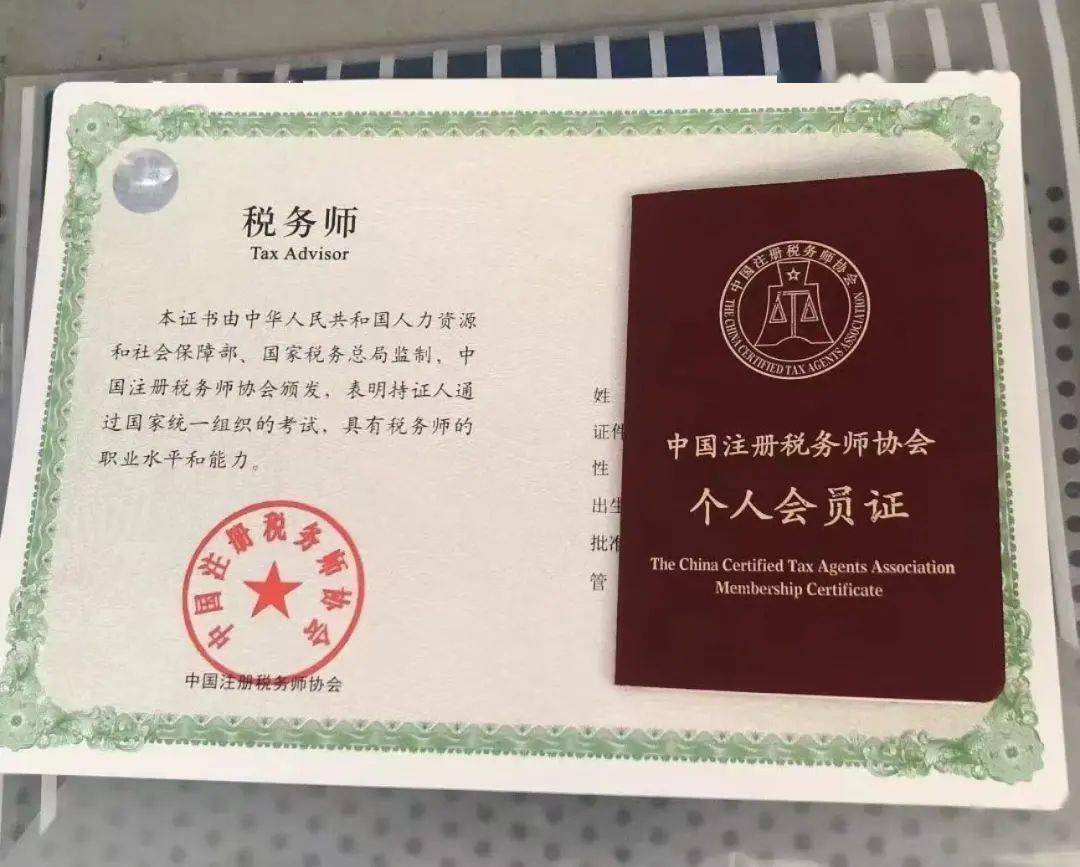 税务师
Tax Advisor
本证书由中华人民共和国人力资源
和社会保障部、国家税务总局监制，中
国注册税务师协会颁发，表明持证人通
过国家统一组织的考试，具有税务师的
职业水平和能力。
中国注册税务师协会
中国注册税务师协会
姓
证件
性
出生
批准
管
中国注册税务师协会
THE CHINA CERTIFIED TAX AGENTS ASSOCIATION
中国注册税务师协会
个人会员证
The China Certified Tax Agents Association
Membership Certificate